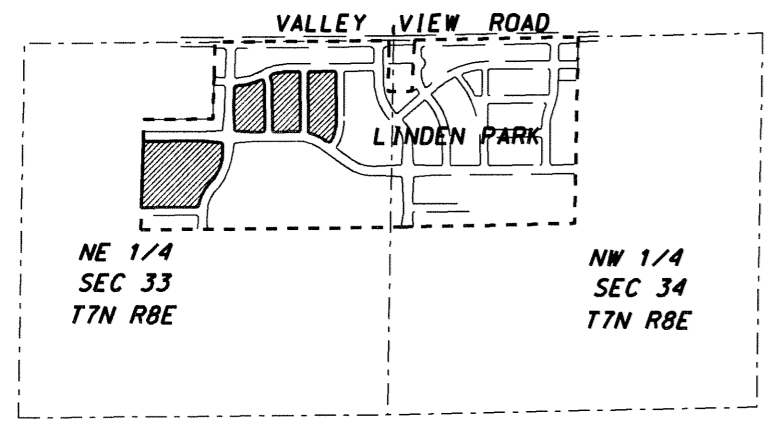 VALLEY VIEW ROAD
LINDEN PARK
NE 1/4
SEC 33
T7N R8E
NW 1/4
SEC 34
T7N R8E